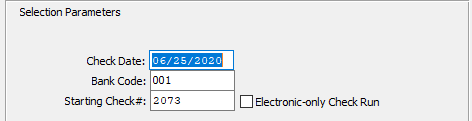 Selection Parameters
Check Date: 06/25/2020
Bank Code: 001
Starting Check#: 2073 Electronic-only Check Run